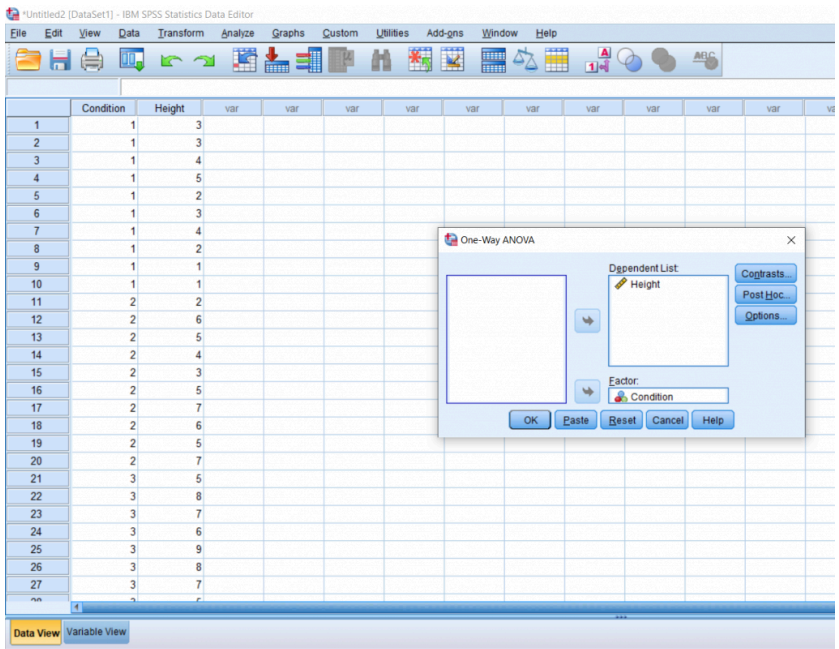 *Untitled2 [DataSet1] - IBM SPSS Statistics Data Editor
File Edit View Data Transform Analyze Graphs Custom Utilities Add-ons Window Help
Condition Height var var var var var var var var var var
1 1 3
2 1 3
3 1 4
4 1 5
5 1 2
6 1 3
7 1 4
8 1 2
9 1 1
10 1 1
11 2 2
12 2 6
13 2 5
14 2 4
15 2 3
16 2 5
17 2 7
18 2 6
19 2 5
20 2 7
21 3 5
22 3 8
23 3 7
24 3 6
25 3 9
26 3 8
27 3 7
One-Way ANOVA
Dependent List:
Height
Contrasts...
Post Hoc...
Options...
Factor:
Condition
OK Paste Reset Cancel Help
Data View Variable View